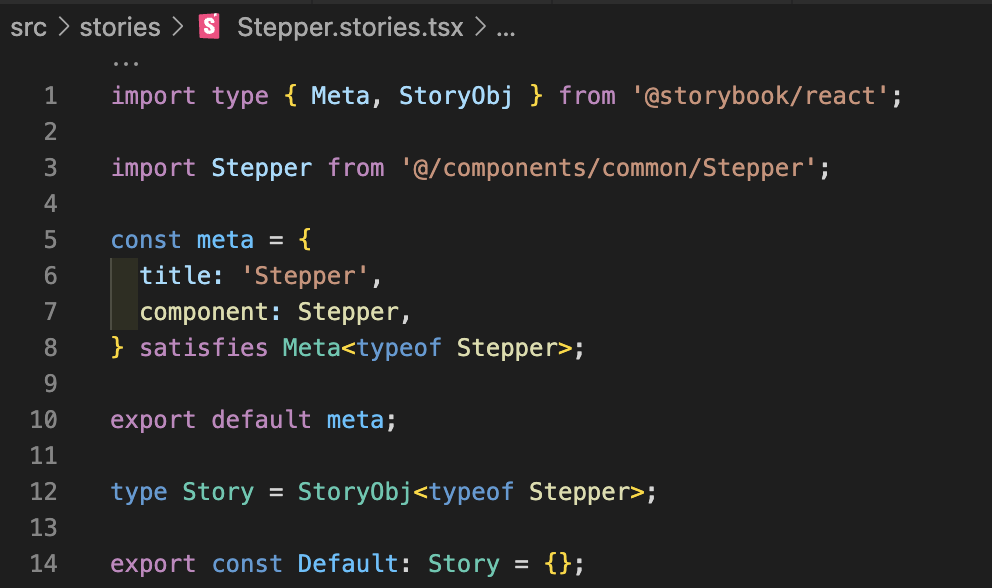 src > stories > Stepper.stories.tsx > ...
...
1 import type { Meta, StoryObj } from '@storybook/react';
2
3 import Stepper from '@/components/common/Stepper';
4
5 const meta = {
6   title: 'Stepper',
7   component: Stepper,
8 } satisfies Meta<typeof Stepper>;
9
10 export default meta;
11
12 type Story = StoryObj<typeof Stepper>;
13
14 export const Default: Story = {};